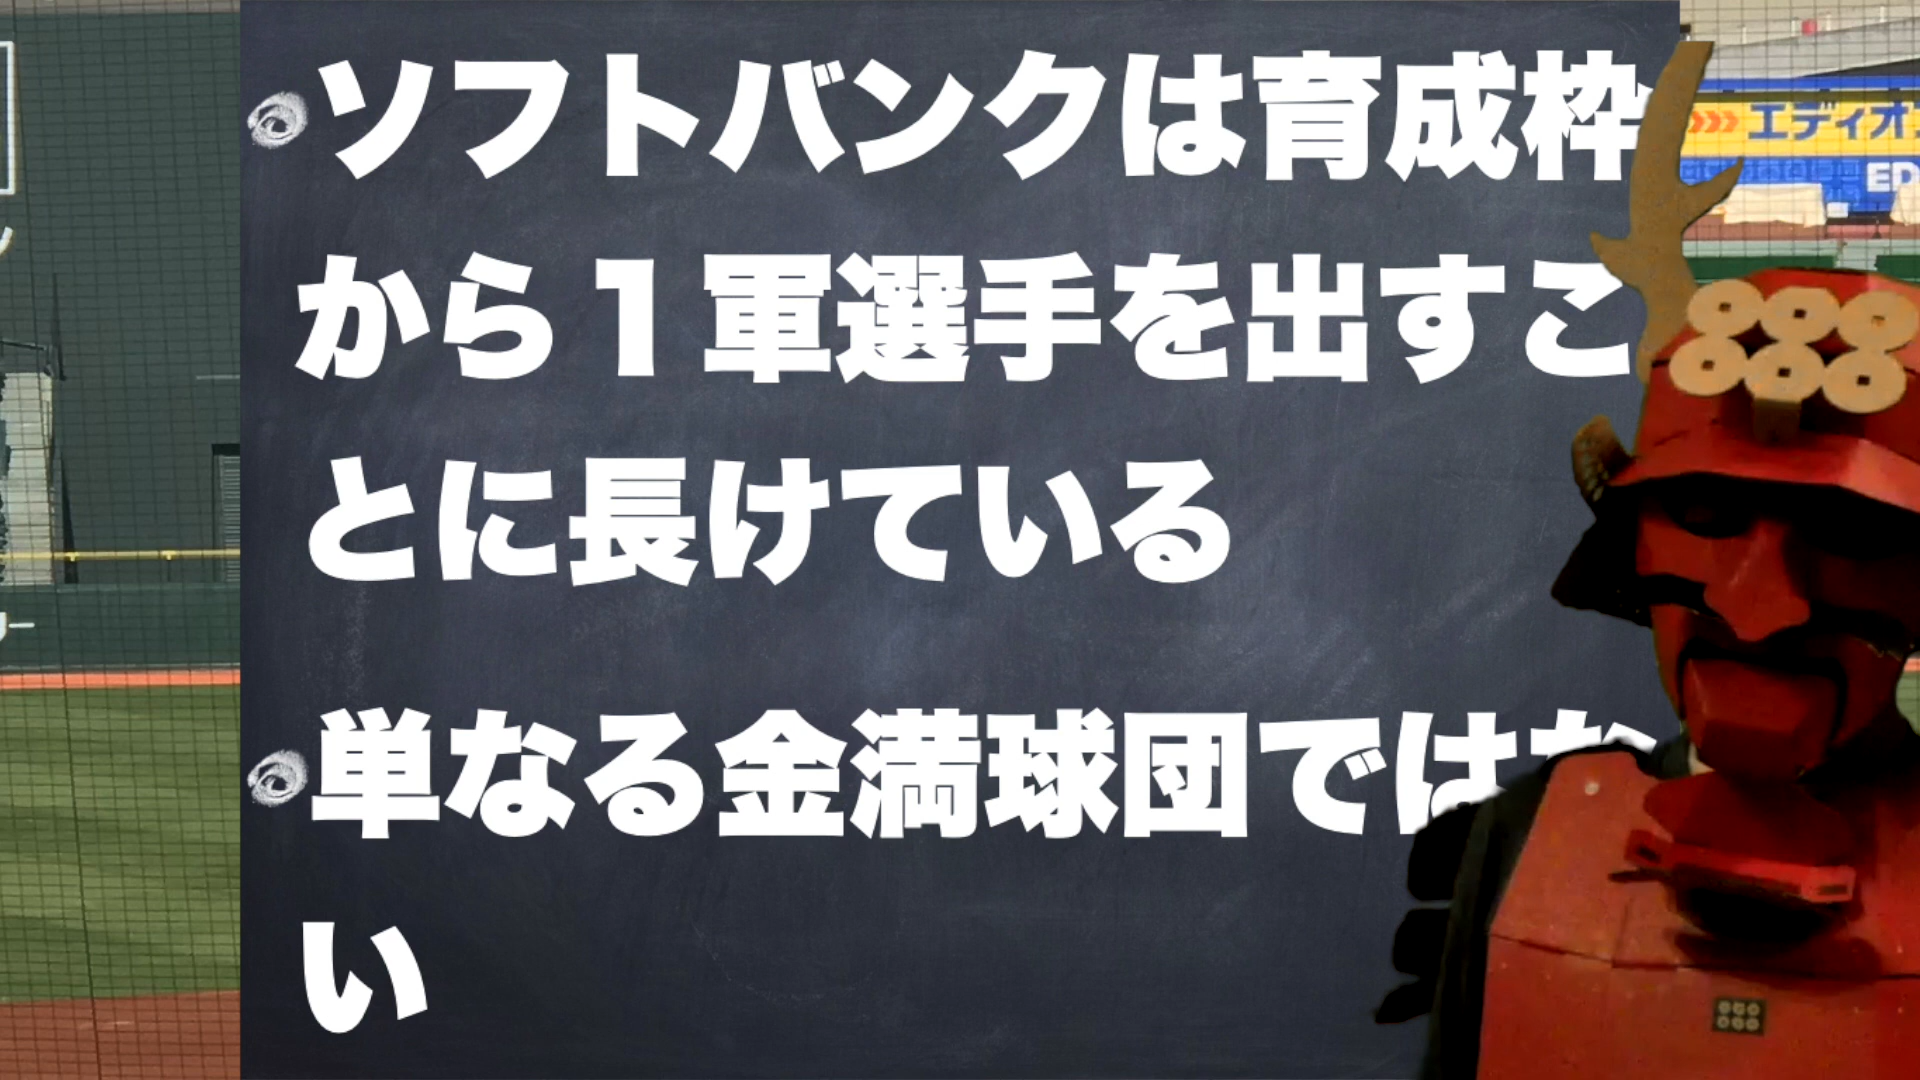 ソフトバンクは育成枠
から１軍選手を出すこ
とに長けている
単なる金満球団ではな
い
エディオ
ED